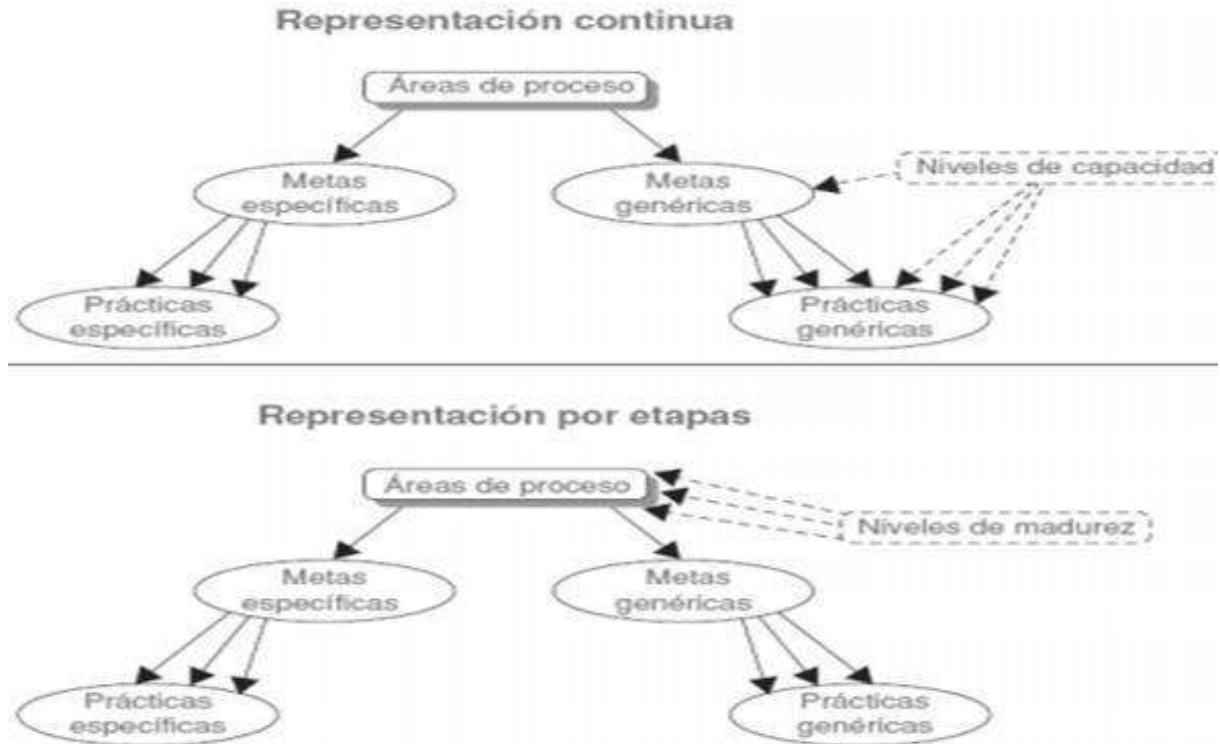 Representación continua
Áreas de proceso
Metas
específicas
Metas
genéricas
Niveles de capacidad
Prácticas
específicas
Prácticas
genéricas
Representación por etapas
Áreas de proceso
Niveles de madurez
Metas
específicas
Metas
genéricas
Prácticas
específicas
Prácticas
genéricas